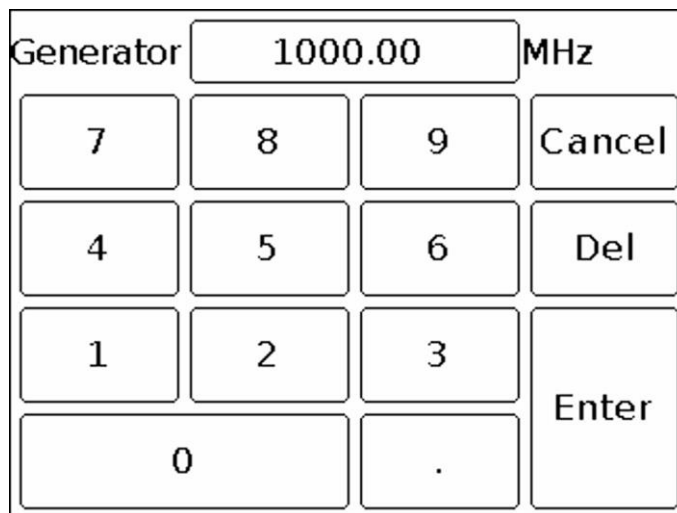 Generator 1000.00 MHz
7 8 9 Cancel
4 5 6 Del
1 2 3
Enter
0 .